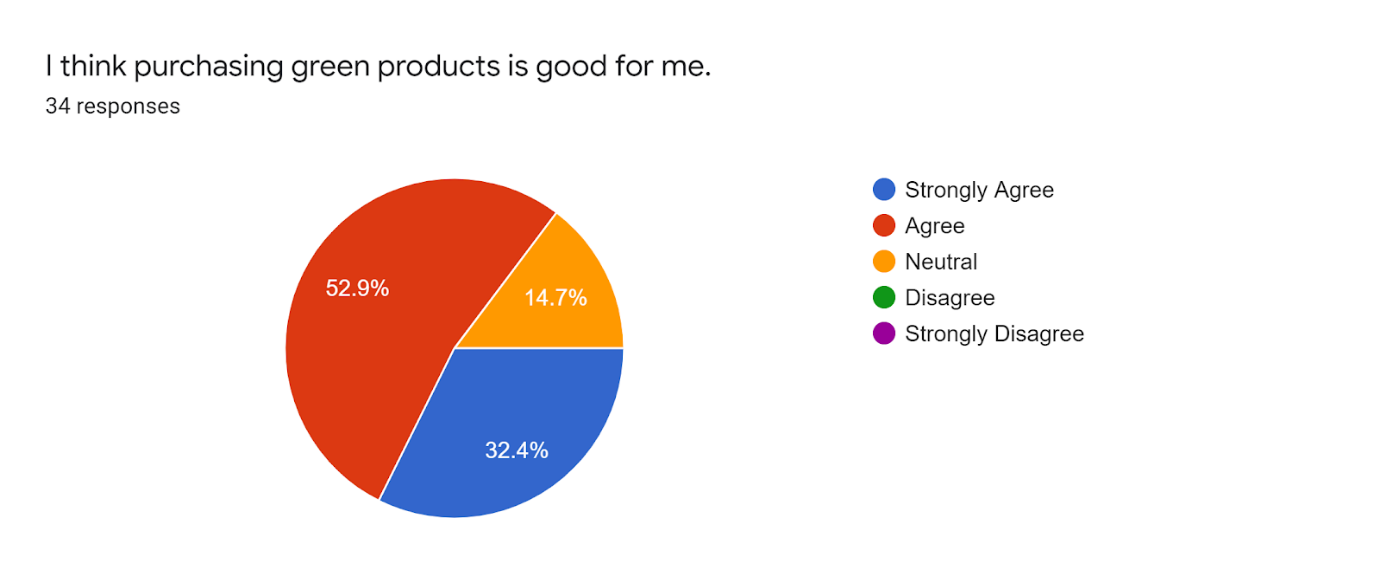 I think purchasing green products is good for me.
34 responses
52.9%
14.7%
32.4%
Strongly Agree
Agree
Neutral
Disagree
Strongly Disagree